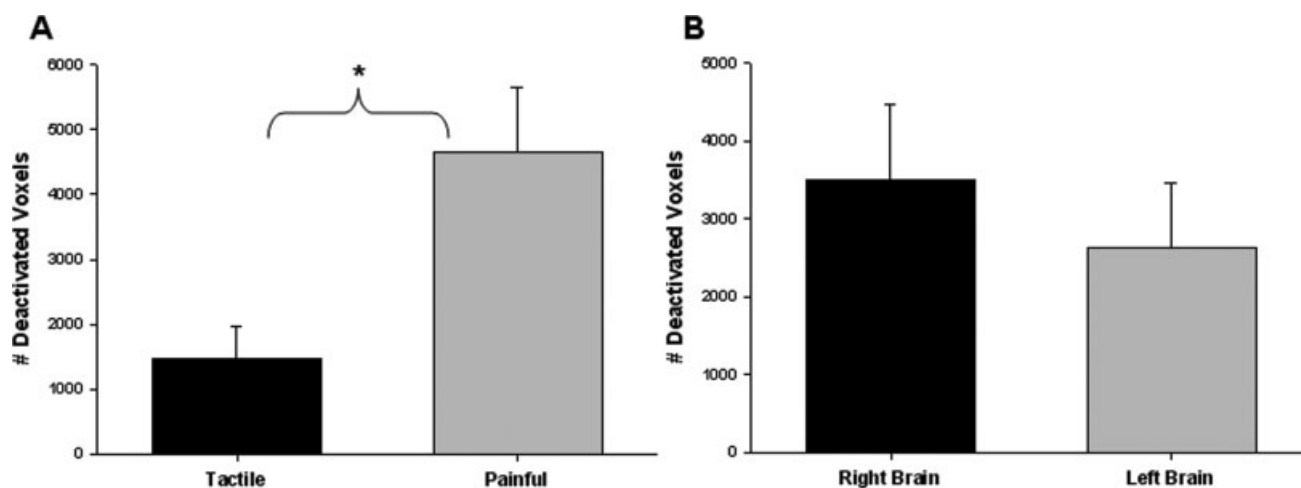 A
# Deactivated Voxels
6000
5000
4000
3000
2000
1000
0
*
Tactile
Painful
B
# Deactivated Voxels
5000
4000
3000
2000
1000
0
Right Brain
Left Brain